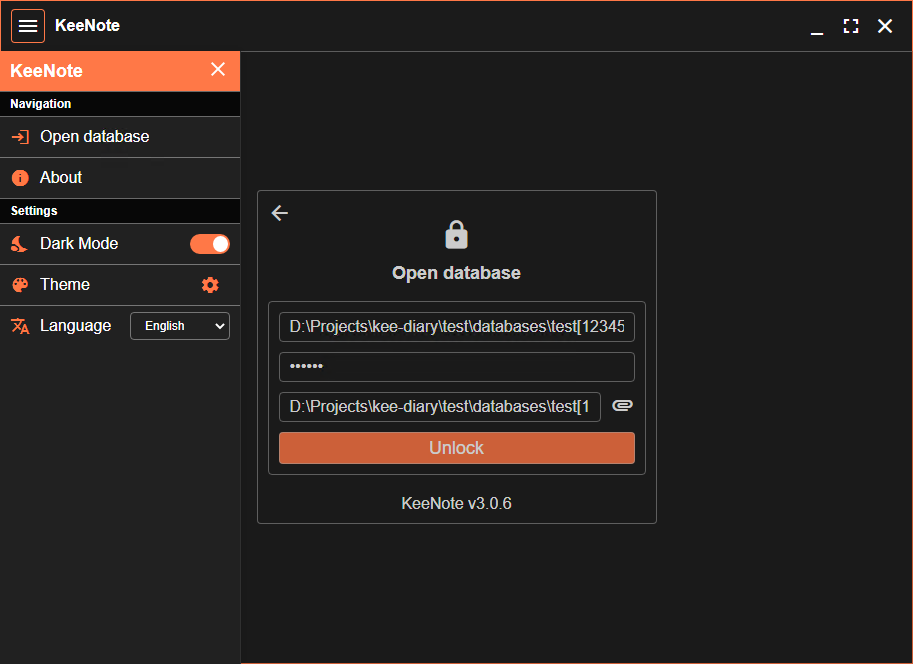 KeeNote
KeeNote
Navigation
Open database
About
Settings
Dark Mode
Theme
Language
English
Open database
D:\Projects\kee-diary\test\databases\test[12345
••••••
D:\Projects\kee-diary\test\databases\test[1
Unlock
KeeNote v3.0.6